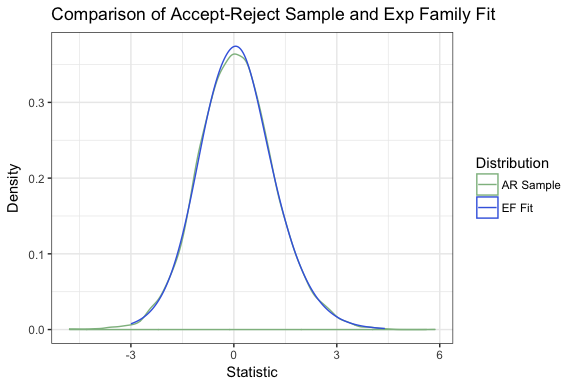 Comparison of Accept-Reject Sample and Exp Family Fit
Density
0.3
0.2
0.1
0.0
-3
0
3
6
Statistic
Distribution
AR Sample
EF Fit